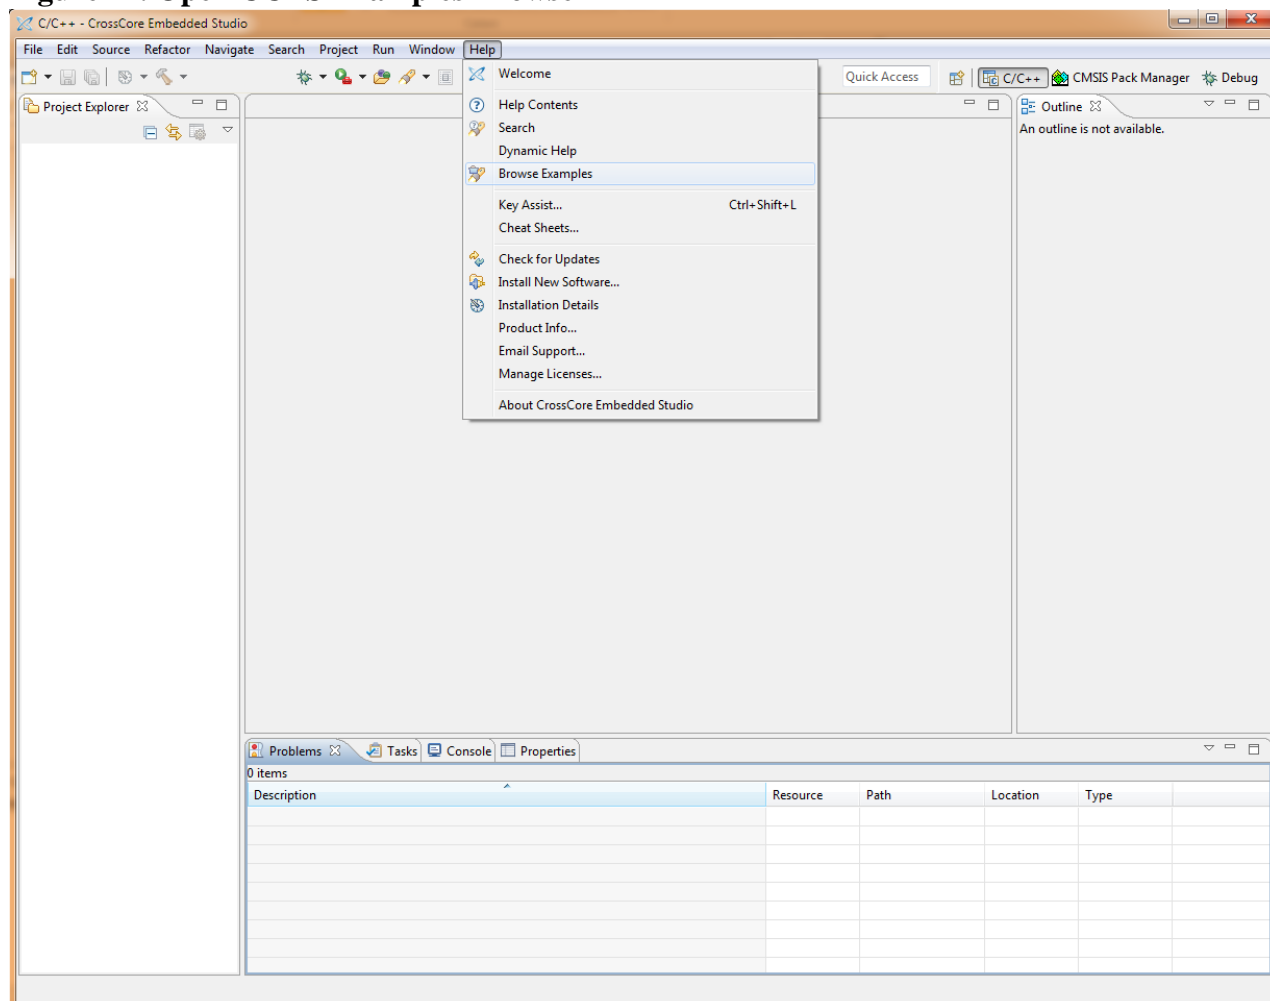 C/C++ - CrossCore Embedded Studio
File Edit Source Refactor Navigate Search Project Run Window Help
Quick Access
C/C++
CMSIS Pack Manager
Debug
Project Explorer
Welcome
Help Contents
Search
Dynamic Help
Browse Examples
Key Assist... Ctrl+Shift+L
Cheat Sheets...
Check for Updates
Install New Software...
Installation Details
Product Info...
Email Support...
Manage Licenses...
About CrossCore Embedded Studio
Outline
An outline is not available.
Problems Tasks Console Properties
0 items
Description Resource Path Location Type